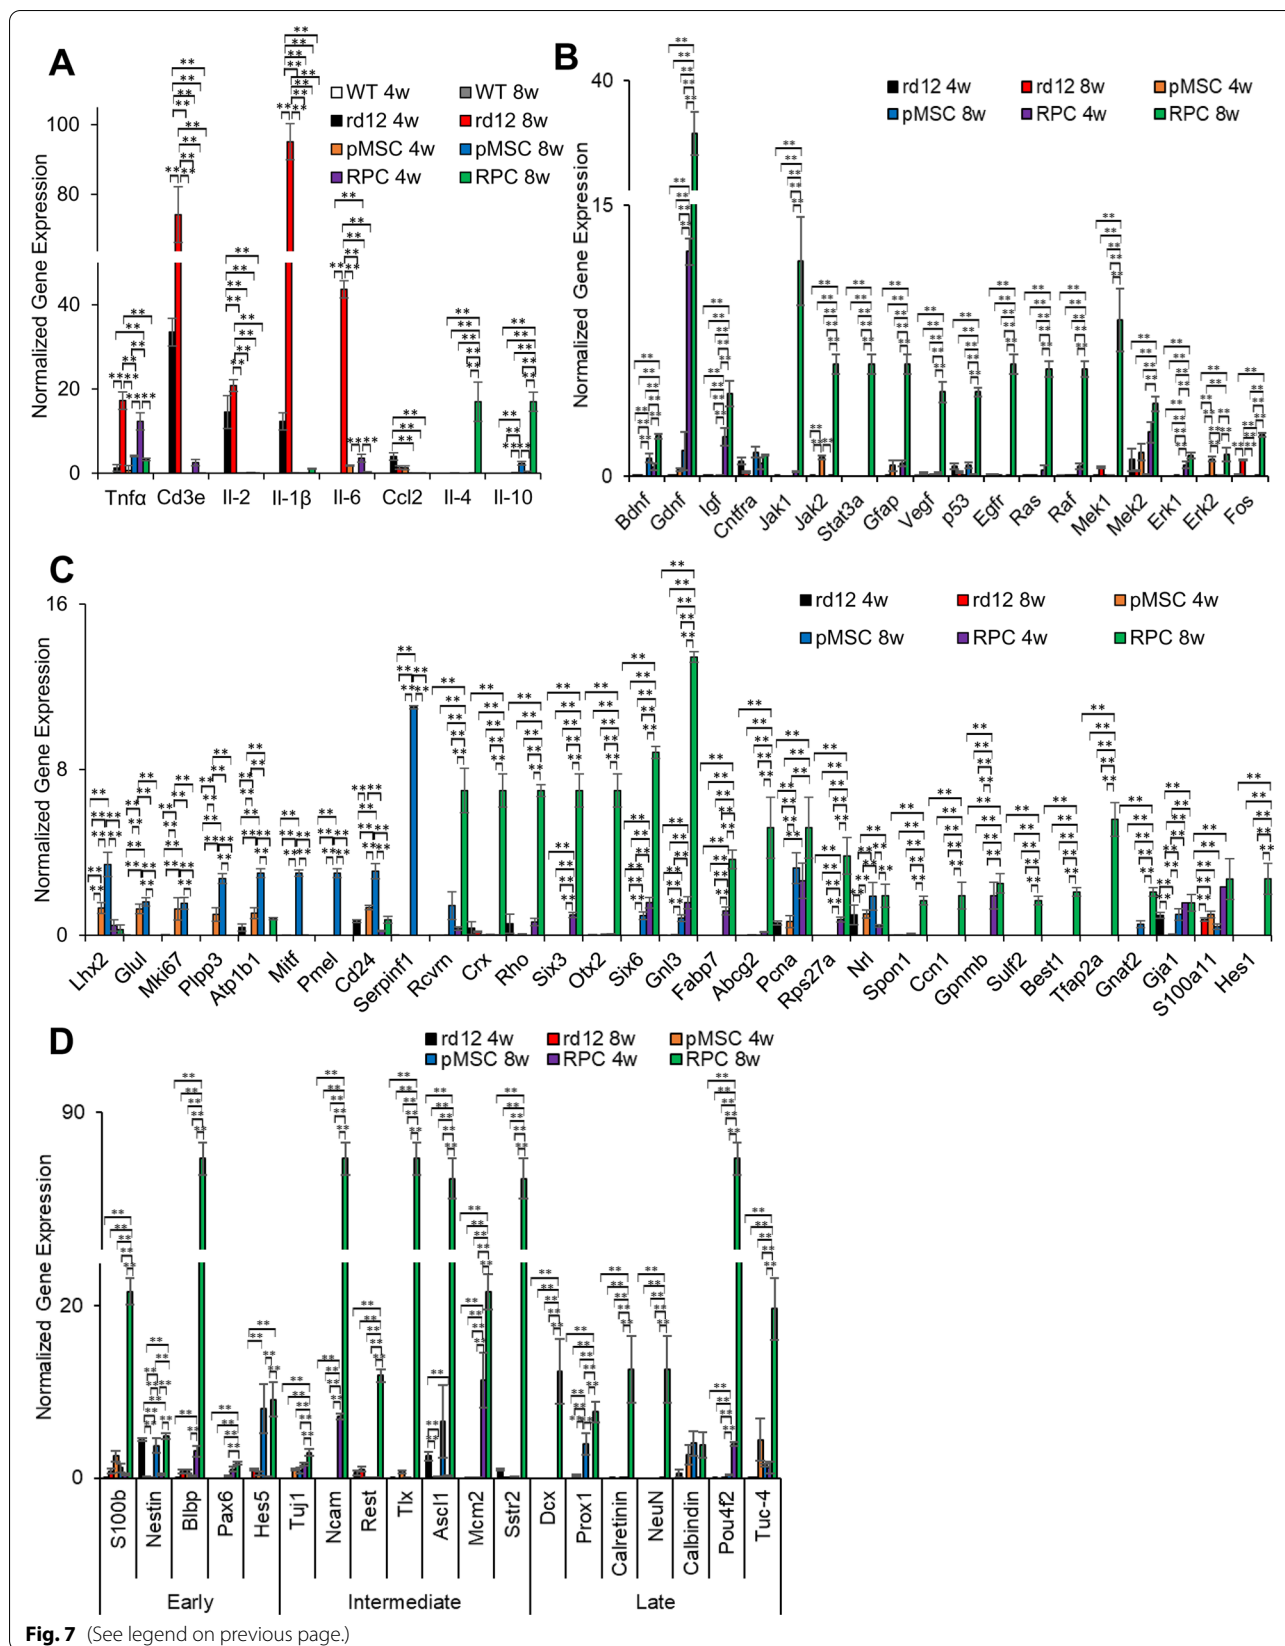 A
WT 4w
WT 8w
rd12 4w
rd12 8w
pMSC 4w
pMSC 8w
RPC 4w
RPC 8w
Normalized Gene Expression
100
80
40
20
0
Tnfα Cd3e Il-2 Il-1β Il-6 Ccl2 Il-4 Il-10
B
rd12 4w
rd12 8w
pMSC 4w
pMSC 8w
RPC 4w
RPC 8w
Normalized Gene Expression
40
15
0
Bdnf Gdnf Igf Cntfra Jak1 Jak2 Stat3a Gfap Vegf p53 Egfr Ras Raf Mek1 Mek2 Erk1 Erk2 Fos
C
rd12 4w
rd12 8w
pMSC 4w
pMSC 8w
RPC 4w
RPC 8w
Normalized Gene Expression
16
8
0
Lhx2 Glul Mki67 Plpp3 Atp1b1 Mitf Pmel Cd24 Serpinf1 Rcvrn Crx Rho Six3 Otx2 Six6 Gnl3 Fabp7 Abcg2 Pcna Rps27a Nrl Spon1 Ccn1 Gpnmb Sulf2 Best1 Tfap2a Gnat2 Gja1 S100a11 Hes1
D
rd12 4w
rd12 8w
pMSC 4w
pMSC 8w
RPC 4w
RPC 8w
Normalized Gene Expression
90
20
0
S100b Nestin Blbp Pax6 Hes5 Tuj1 Ncam Rest Tlx Ascl1 Mcm2 Sstr2 Dcx Prox1 Calretinin NeuN Calbindin Pou4f2 Tuc-4
Early Intermediate Late
Fig. 7 (See legend on previous page.)